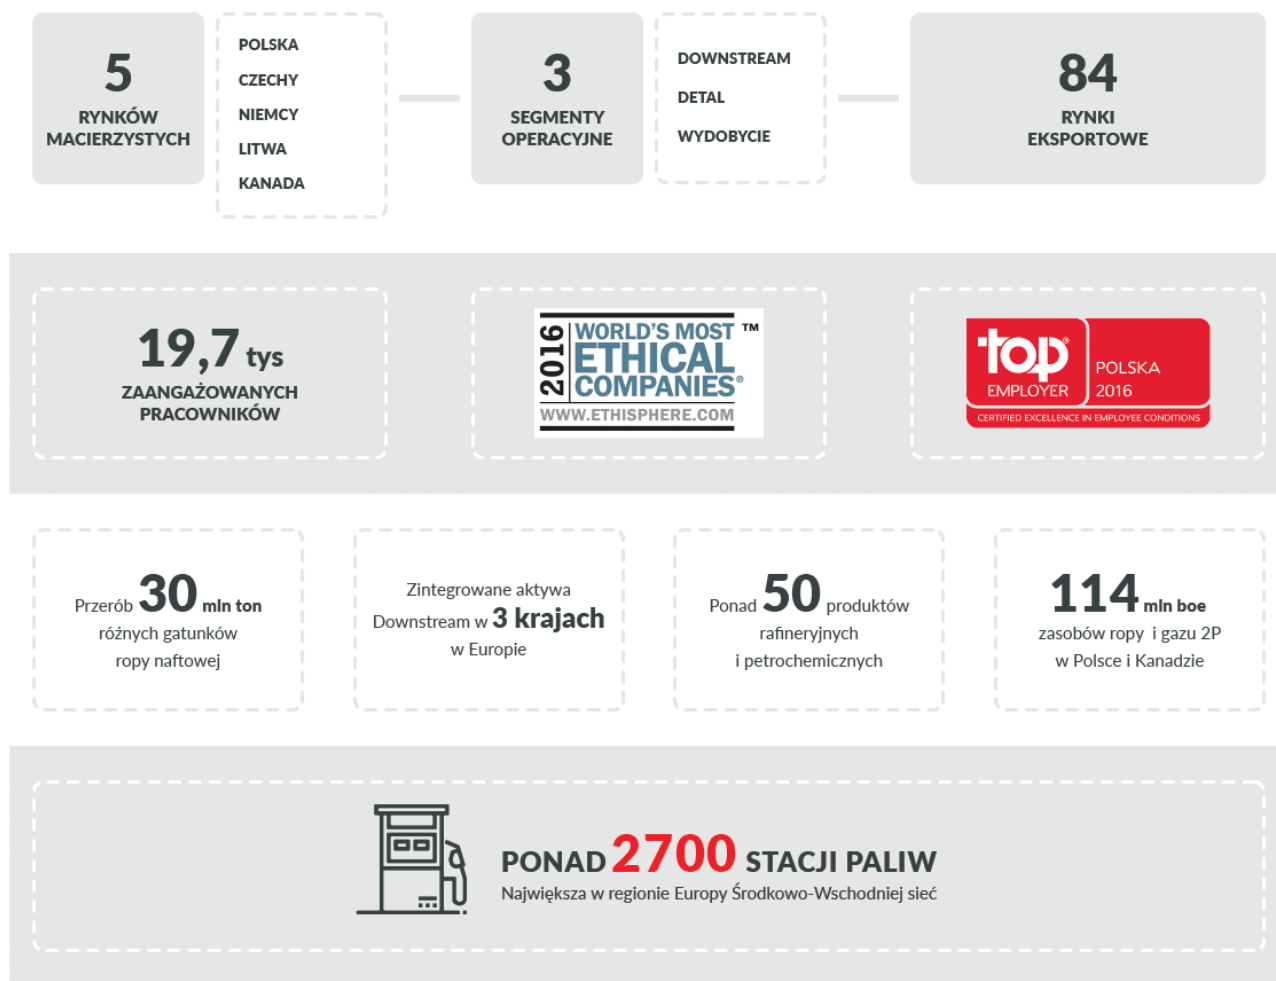 5
RYNKÓW
MACIERZYSTYCH
POLSKA
CZECHY
NIEMCY
LITWA
KANADA
3
SEGMENTY
OPERACYJNE
DOWNSTREAM
DETAL
WYDOBYCIE
84
RYNKI
EKSPORTOWE
19,7 tys
ZAANGAŻOWANYCH
PRACOWNIKÓW
2016
WORLD'S MOST ™
ETHICAL
COMPANIES®
WWW.ETHISPHERE.COM
top®
EMPLOYER
POLSKA
2016
CERTIFIED EXCELLENCE IN EMPLOYEE CONDITIONS
Przerób 30 mln ton
różnych gatunków
ropy naftowej
Zintegrowane aktywa
Downstream w 3 krajach
w Europie
Ponad 50 produktów
rafineryjnych
i petrochemicznych
114 mln boe
zasobów ropy i gazu 2P
w Polsce i Kanadzie
PONAD 2700 STACJI PALIW
Największa w regionie Europy Środkowo-Wschodniej sieć